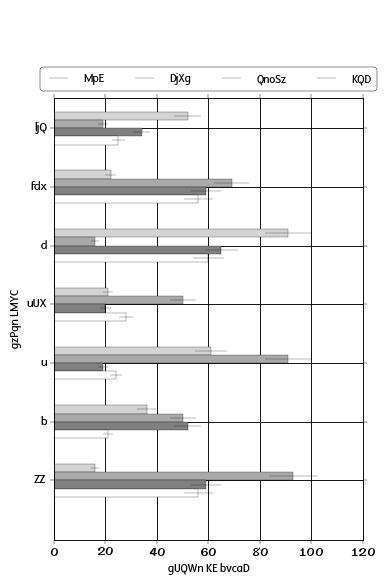 MpE DjXg QnoSz KQD
ljQ
fdx
d
uUX
u
b
ZZ
gzPqn LMYC
0 20 40 60 80 100 120
gUQWn KE bvcaD